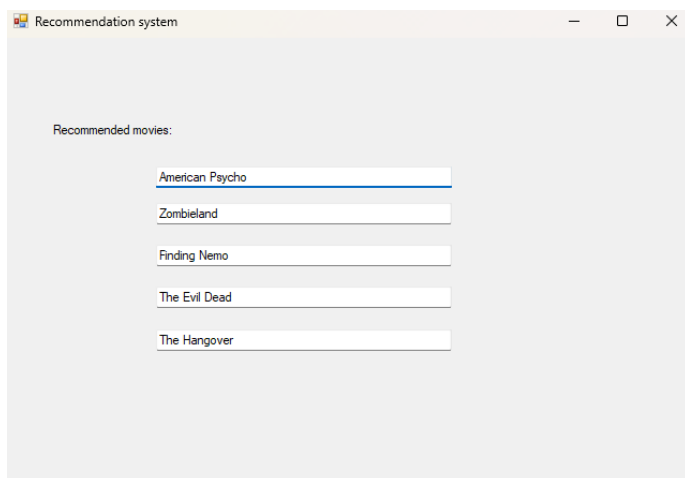 Recommendation system
Recommended movies:
American Psycho
Zombieland
Finding Nemo
The Evil Dead
The Hangover